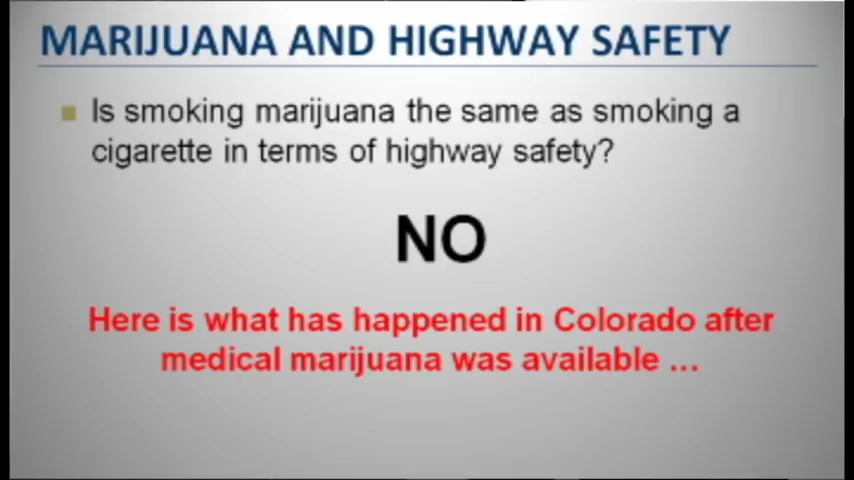 MARIJUANA AND HIGHWAY SAFETY
Is smoking marijuana the same as smoking a
cigarette in terms of highway safety?
NO
Here is what has happened in Colorado after
medical marijuana was available ...